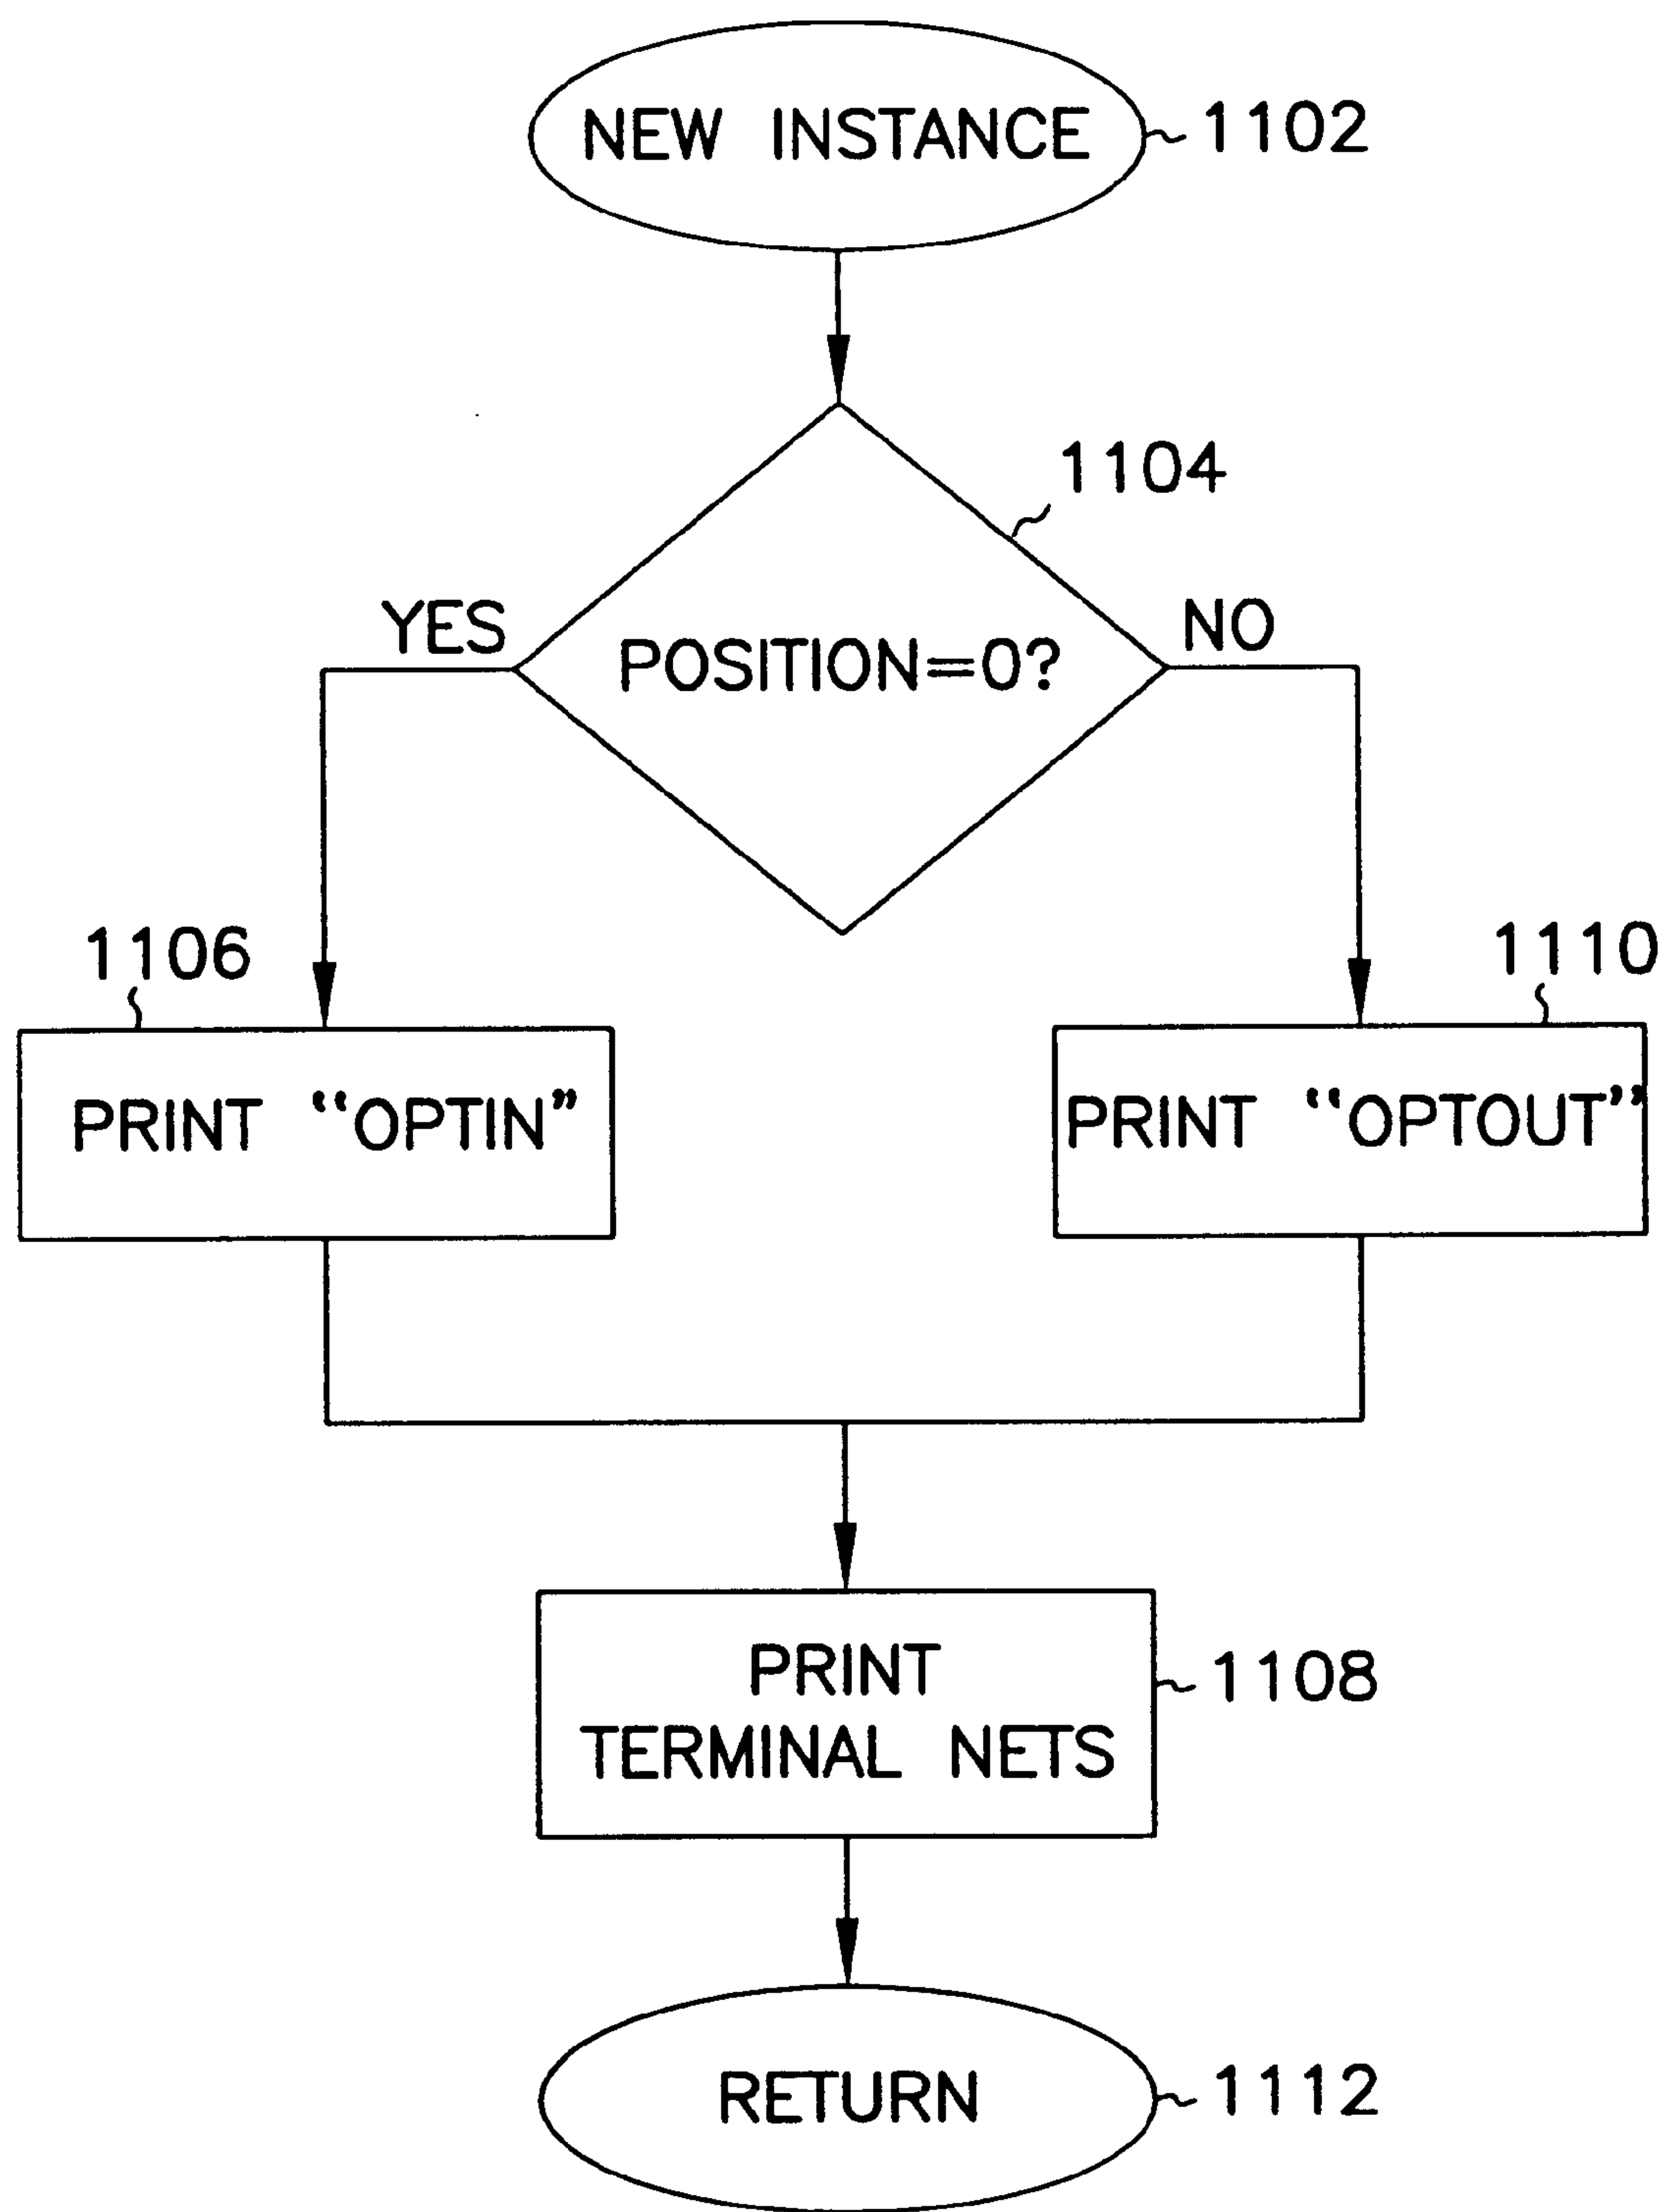 NEW INSTANCE
1102
1104
YES
POSITION=0?
NO
1106
1110
PRINT “OPTIN”
PRINT “OPTOUT”
PRINT
TERMINAL NETS
1108
RETURN
1112